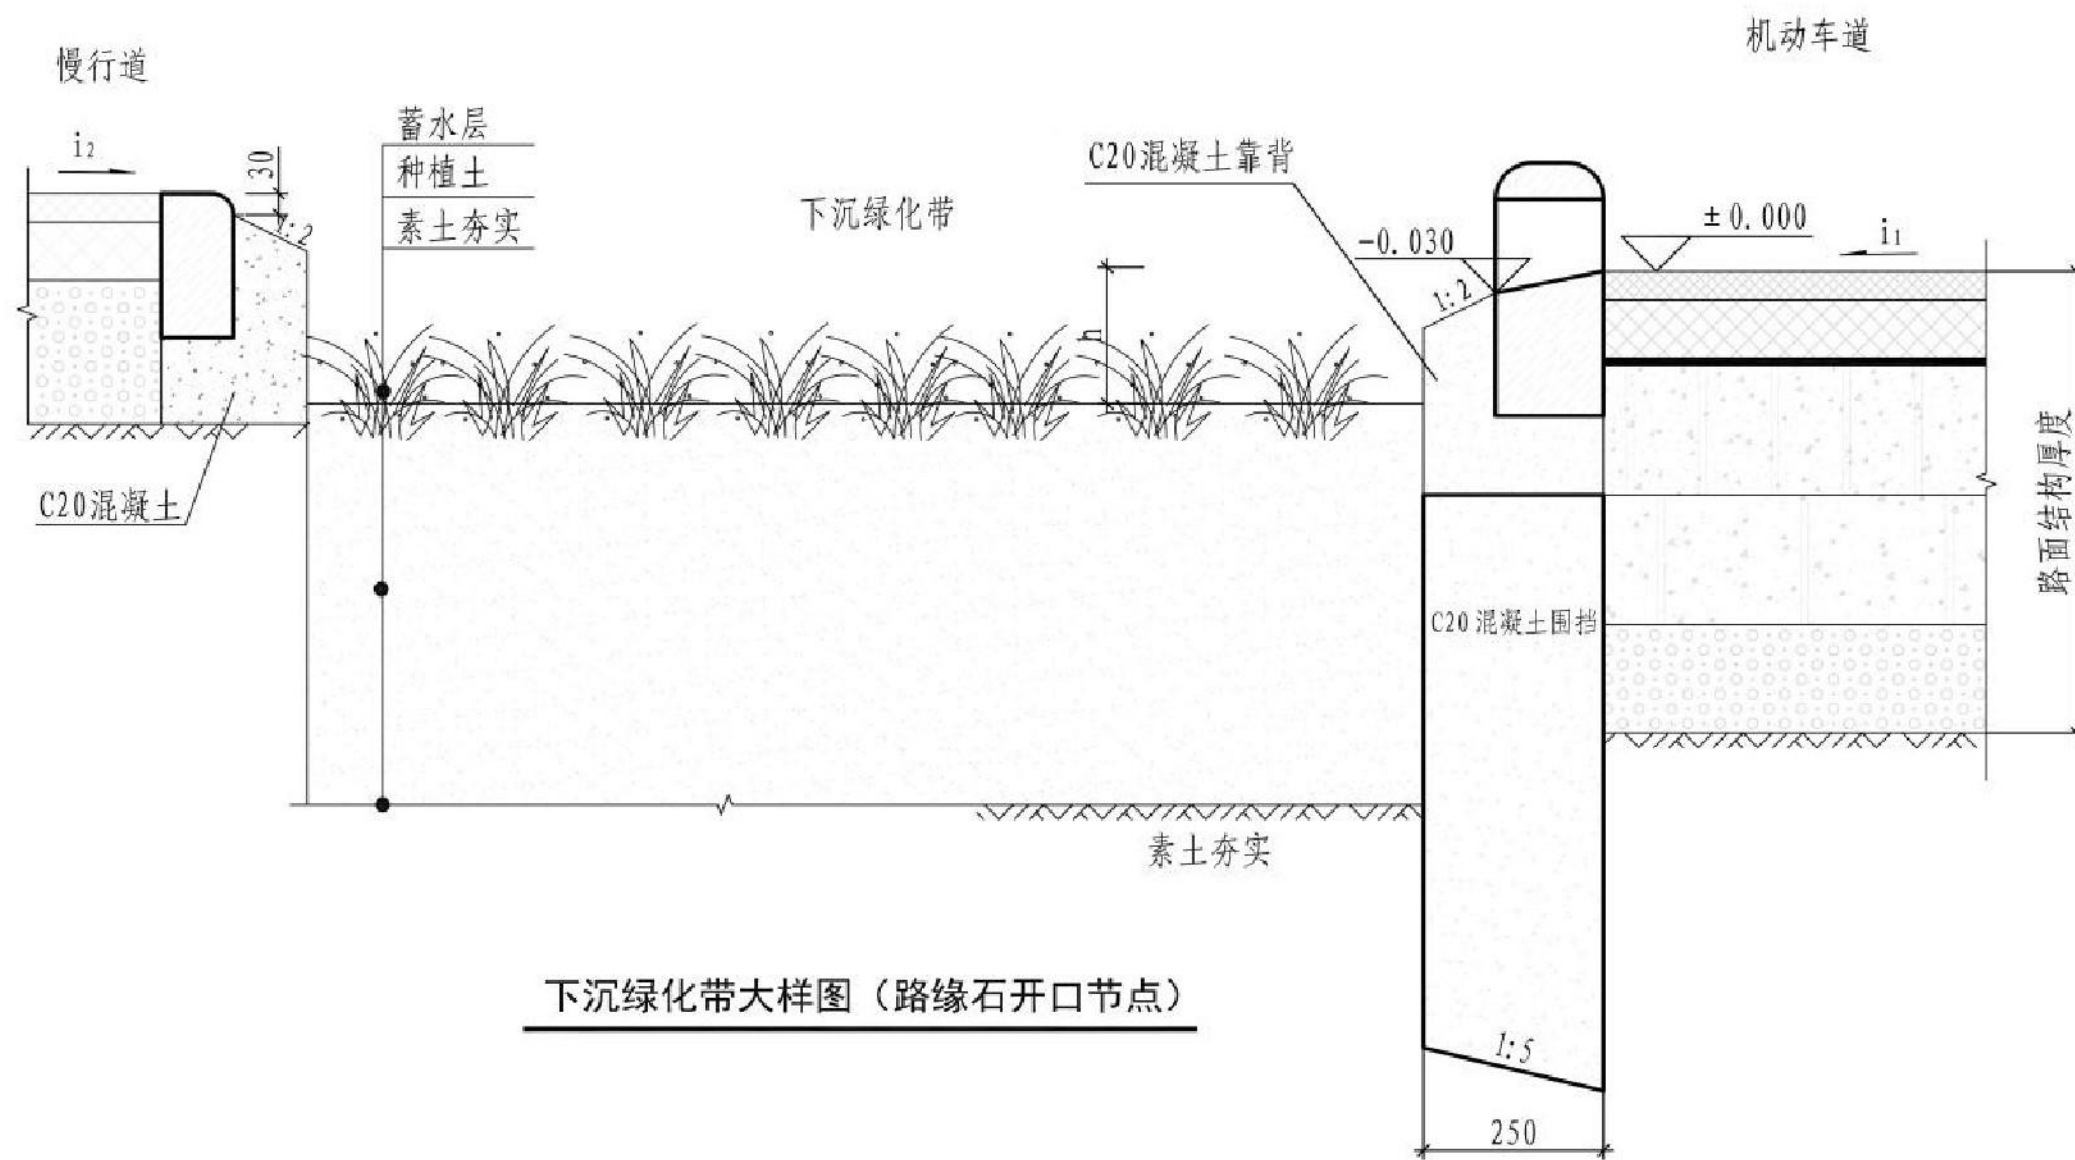 慢行道
机动车道
i2
30
1:2
蓄水层
种植土
素土夯实
下沉绿化带
C20混凝土靠背
-0.030
±0.000
i1
1:2
h
C20混凝土
路面结构厚度
C20混凝土围挡
素土夯实
下沉绿化带大样图（路缘石开口节点）
1:5
250